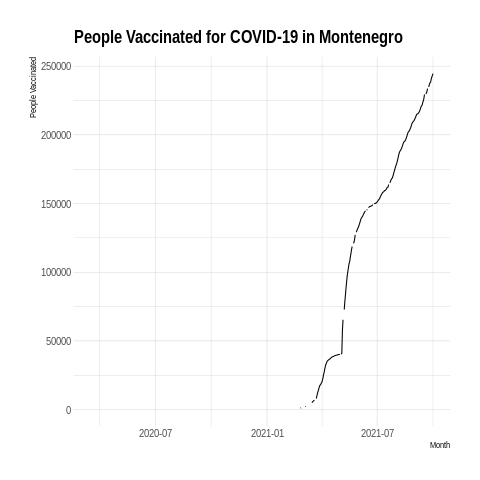 People Vaccinated for COVID-19 in Montenegro
People Vaccinated
250000
200000
150000
100000
50000
0
2020-07 2021-01 2021-07
Month